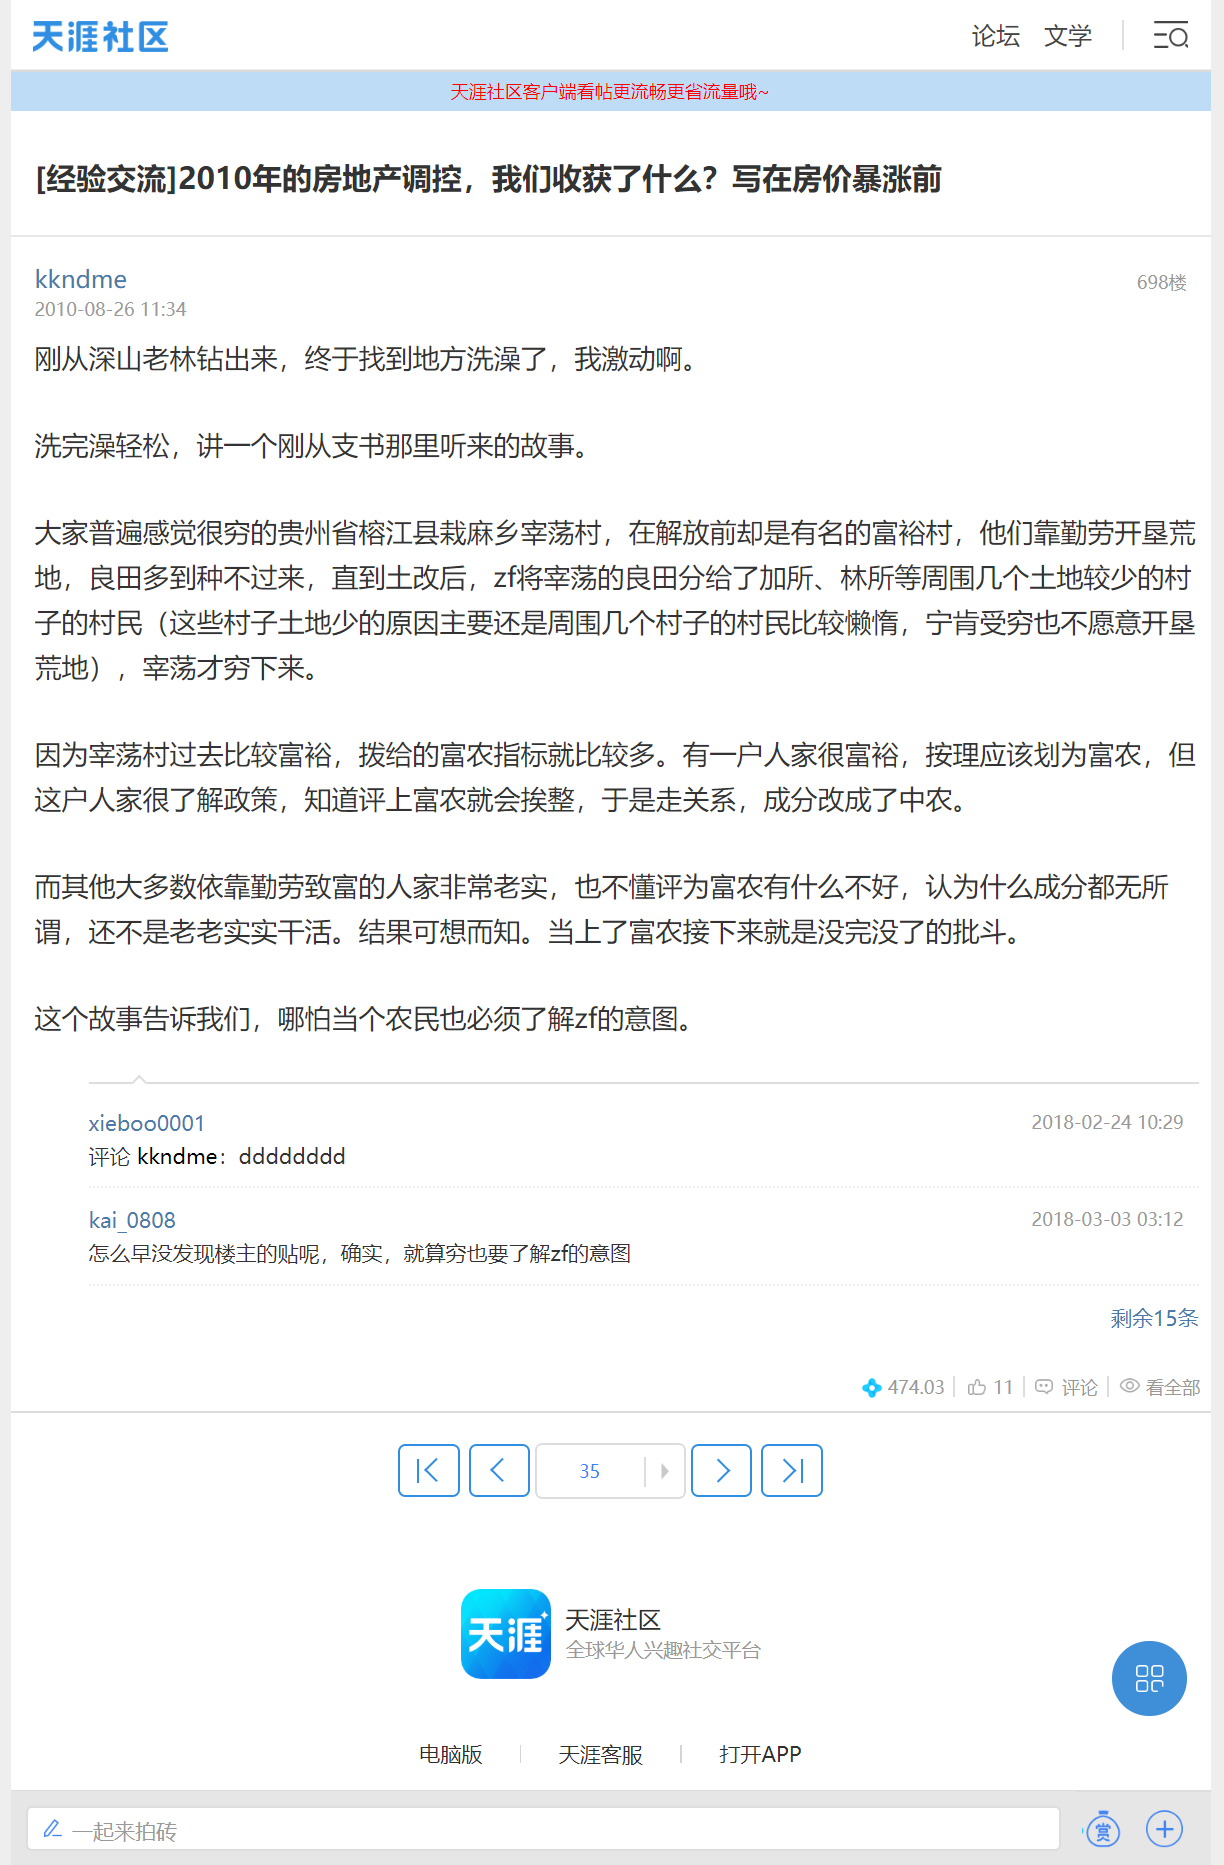 天涯社区
论坛 文学
天涯社区客户端看帖更流畅更省流量哦~
[经验交流]2010年的房地产调控，我们收获了什么？写在房价暴涨前
kkndme
698楼
2010-08-26 11:34
刚从深山老林钻出来，终于找到地方洗澡了，我激动啊。
洗完澡轻松，讲一个刚从支书那里听来的故事。
大家普遍感觉很穷的贵州省榕江县栽麻乡宰荡村，在解放前却是有名的富裕村，他们靠勤劳开垦荒
地，良田多到种不过来，直到土改后，zf将宰荡的良田分给了加所、林所等周围几个土地较少的村
子的村民（这些村子土地少的原因主要还是周围几个村子的村民比较懒惰，宁肯受穷也不愿意开垦
荒地），宰荡才穷下来。
因为宰荡村过去比较富裕，拨给的富农指标就比较多。有一户人家很富裕，按理应该划为富农，但
这户人家很了解政策，知道评上富农就会挨整，于是走关系，成分改成了中农。
而其他大多数依靠勤劳致富的人家非常老实，也不懂评为富农有什么不好，认为什么成分都无所
谓，还不是老老实实干活。结果可想而知。当上了富农接下来就是没完没了的批斗。
这个故事告诉我们，哪怕当个农民也必须了解zf的意图。
xieboo0001
2018-02-24 10:29
评论 kkndme：dddddddd
kai_0808
2018-03-03 03:12
怎么早没发现楼主的贴呢，确实，就算穷也要了解zf的意图
剩余15条
474.03 11 评论 看全部
35
天涯
天涯社区
全球华人兴趣社交平台
电脑版 天涯客服 打开APP
一起来拍砖
赏